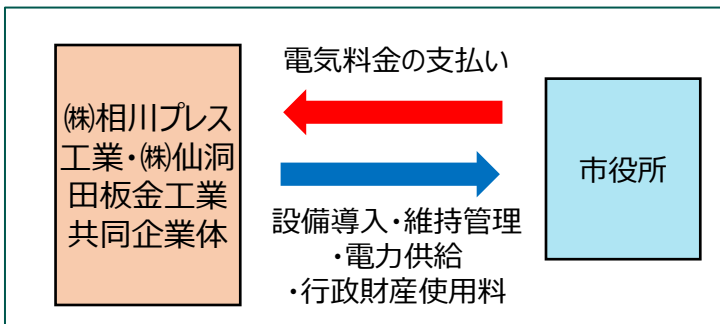 電気料金の支払い
㈱相川プレス
工業・㈱仙洞
田板金工業
共同企業体
市役所
設備導入・維持管理
・電力供給
・行政財産使用料